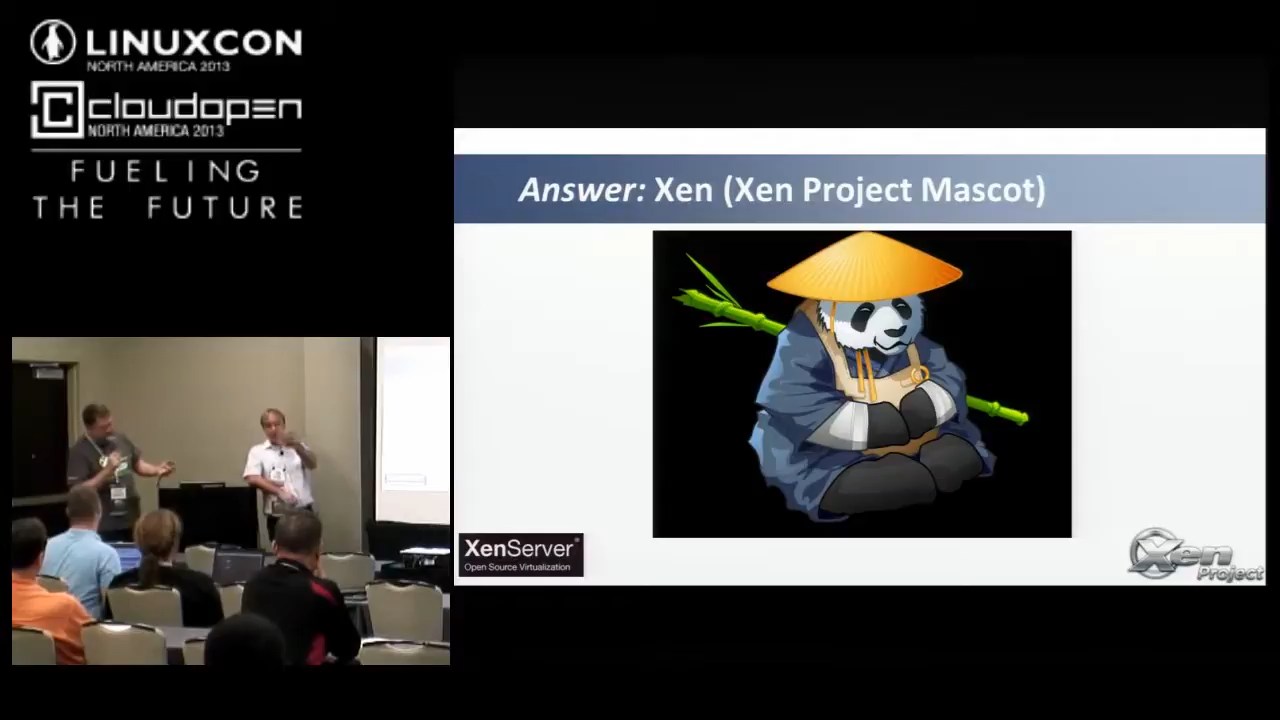 LINUXCON
NORTH AMERICA 2013
cloudopen
NORTH AMERICA 2013
FUELING
THE FUTURE
Answer: Xen (Xen Project Mascot)
XenServer®
Open Source Virtualization
Xen
Project